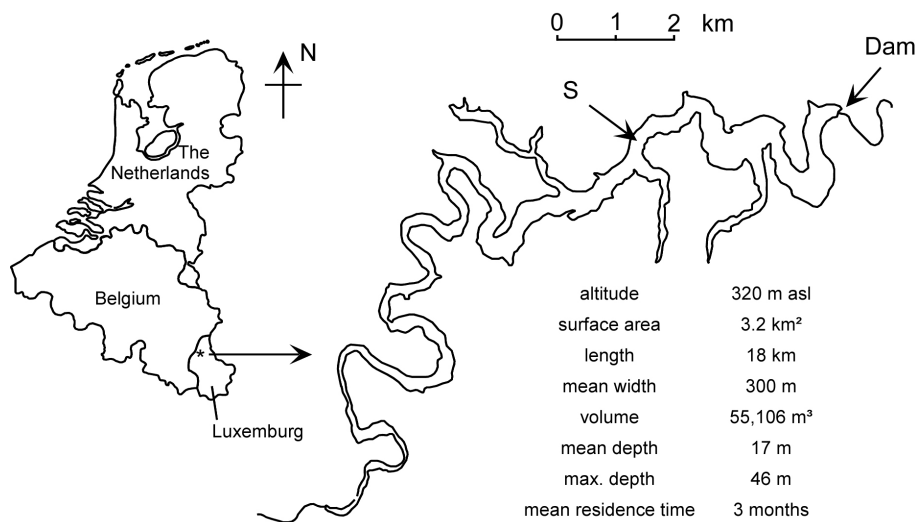 0 1 2 km
N
Dam
S
The
Netherlands
Belgium
*
Luxemburg
altitude 320 m asl
surface area 3.2 km²
length 18 km
mean width 300 m
volume 55,106 m³
mean depth 17 m
max. depth 46 m
mean residence time 3 months